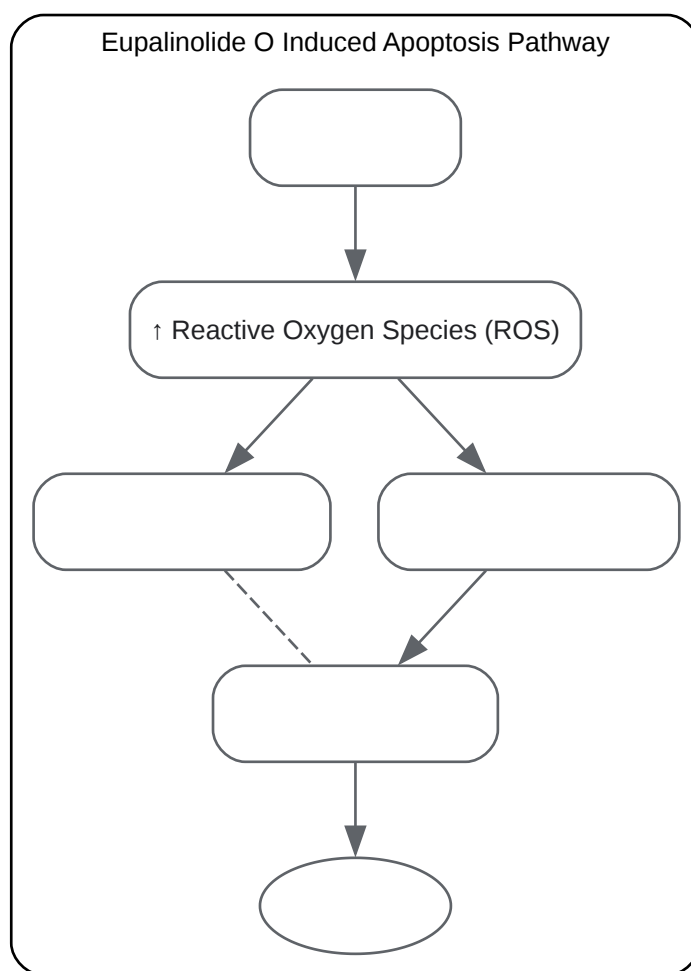 Eupalinolide O Induced Apoptosis Pathway
↑ Reactive Oxygen Species (ROS)